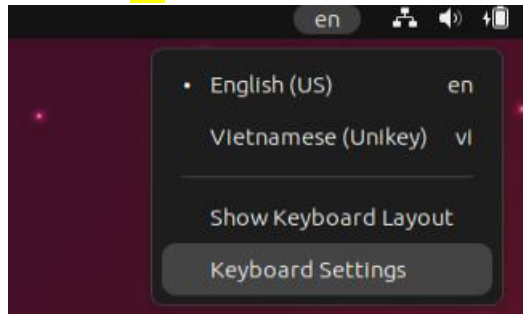 en
English (US) en
Vietnamese (Unikey) vi
Show Keyboard Layout
Keyboard Settings